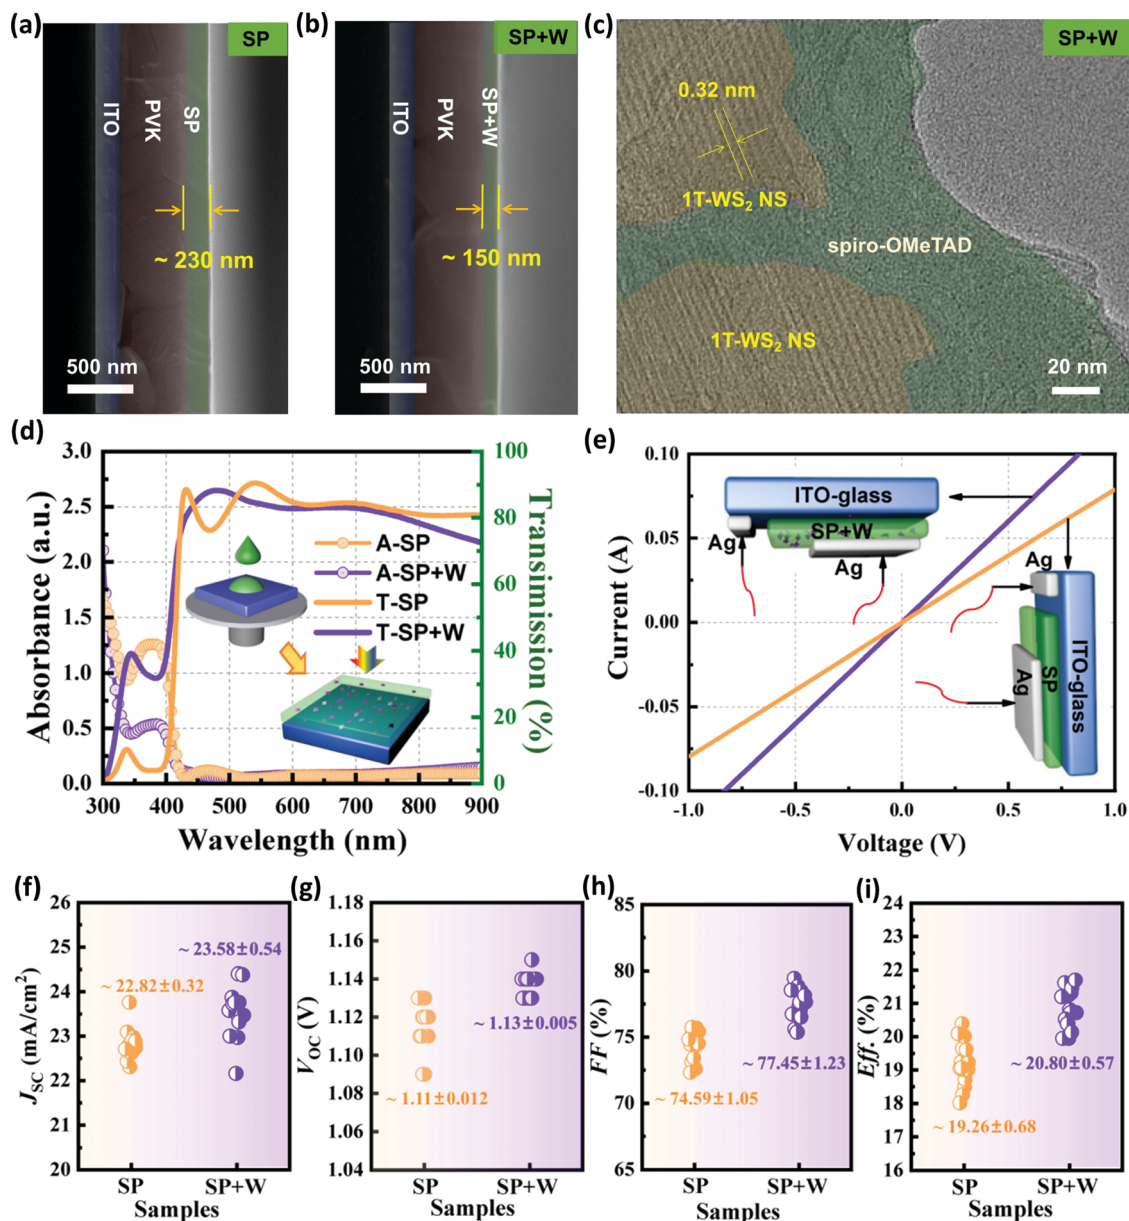 (a)
SP
ITO
PVK
SP
~ 230 nm
500 nm
(b)
SP+W
ITO
PVK
SP+W
~ 150 nm
500 nm
(c)
SP+W
0.32 nm
1T-WS₂ NS
spiro-OMeTAD
1T-WS₂ NS
20 nm
(d)
Absorbance (a.u.)
3.0
2.5
2.0
1.5
1.0
0.5
0.0
A-SP
A-SP+W
T-SP
T-SP+W
100
80
60
40
20
0
Transimission (%)
300 400 500 600 700 800 900
Wavelength (nm)
(e)
Current (A)
0.10
0.05
0.00
-0.05
-0.10
ITO-glass
SP+W
Ag
Ag
Ag
ITO-glass
SP
Ag
-1.0 -0.5 0.0 0.5 1.0
Voltage (V)
(f)
J_SC (mA/cm²)
26
25
24
23
22
21
20
~ 23.58±0.54
~ 22.82±0.32
SP SP+W
Samples
(g)
V_OC (V)
1.18
1.16
1.14
1.12
1.10
1.08
1.06
1.04
~ 1.13±0.005
~ 1.11±0.012
SP SP+W
Samples
(h)
FF (%)
85
80
75
70
65
~ 77.45±1.23
~ 74.59±1.05
SP SP+W
Samples
(i)
Eff. (%)
24
23
22
21
20
19
18
17
16
~ 20.80±0.57
~ 19.26±0.68
SP SP+W
Samples